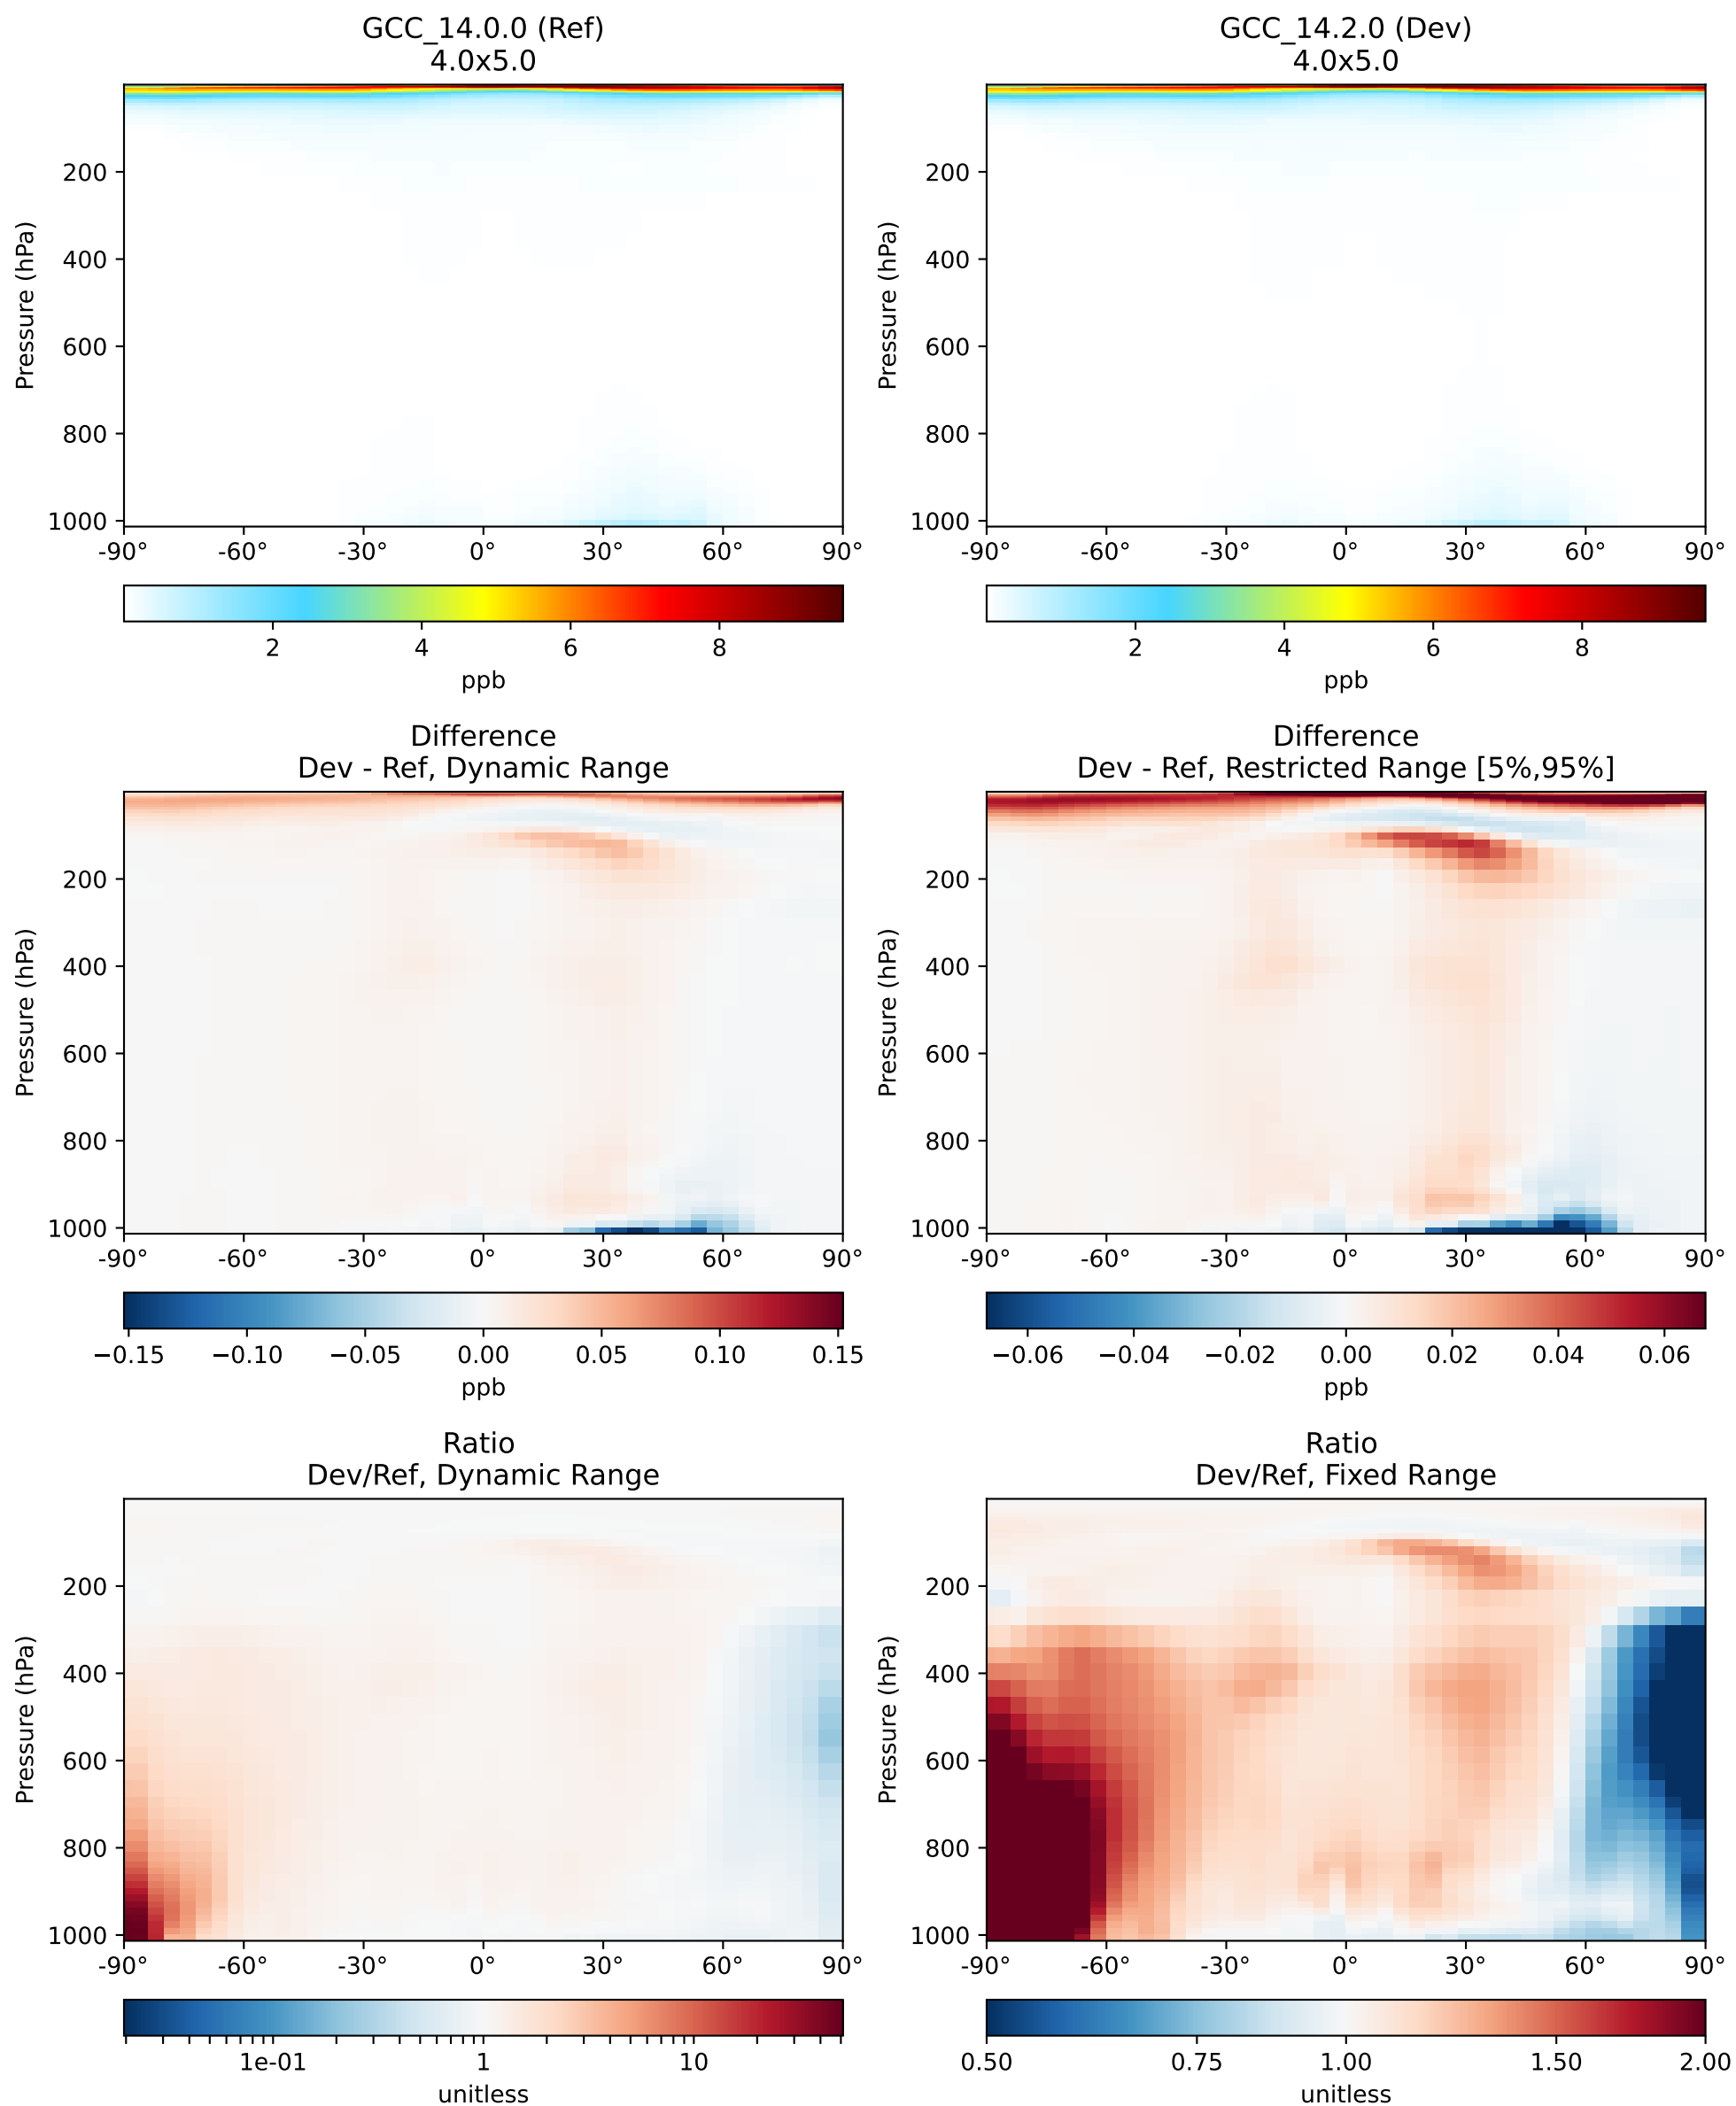 GCC_14.0.0 (Ref)
4.0x5.0
Pressure (hPa)
200
400
600
800
1000
-90° -60° -30° 0° 30° 60° 90°
2 4 6 8
ppb
GCC_14.2.0 (Dev)
4.0x5.0
Pressure (hPa)
200
400
600
800
1000
-90° -60° -30° 0° 30° 60° 90°
2 4 6 8
ppb
Difference
Dev - Ref, Dynamic Range
Pressure (hPa)
200
400
600
800
1000
-90° -60° -30° 0° 30° 60° 90°
−0.15 −0.10 −0.05 0.00 0.05 0.10 0.15
ppb
Difference
Dev - Ref, Restricted Range [5%,95%]
Pressure (hPa)
200
400
600
800
1000
-90° -60° -30° 0° 30° 60° 90°
−0.06 −0.04 −0.02 0.00 0.02 0.04 0.06
ppb
Ratio
Dev/Ref, Dynamic Range
Pressure (hPa)
200
400
600
800
1000
-90° -60° -30° 0° 30° 60° 90°
1e-01 1 10
unitless
Ratio
Dev/Ref, Fixed Range
Pressure (hPa)
200
400
600
800
1000
-90° -60° -30° 0° 30° 60° 90°
0.50 0.75 1.00 1.50 2.00
unitless